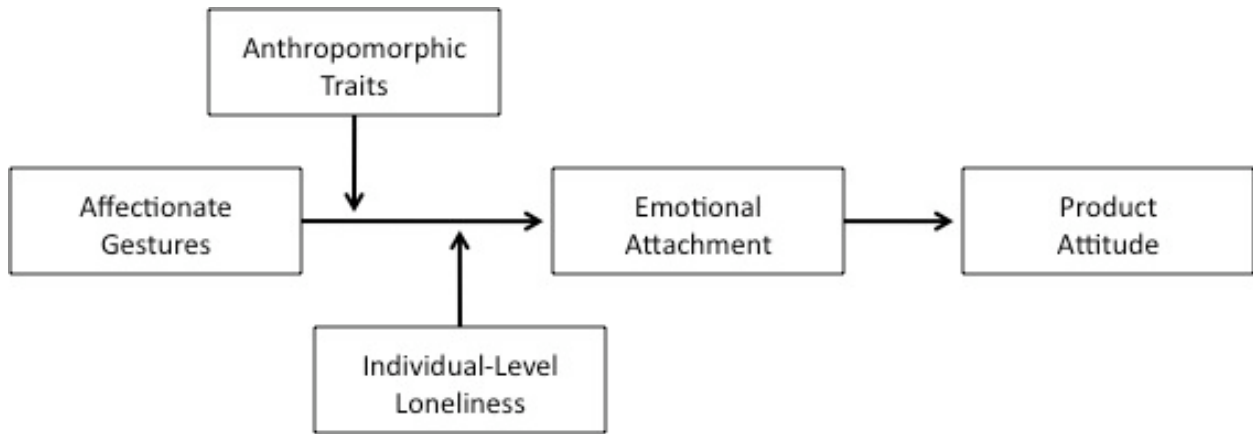 Anthropomorphic
Traits
Affectionate
Gestures
Emotional
Attachment
Product
Attitude
Individual-Level
Loneliness